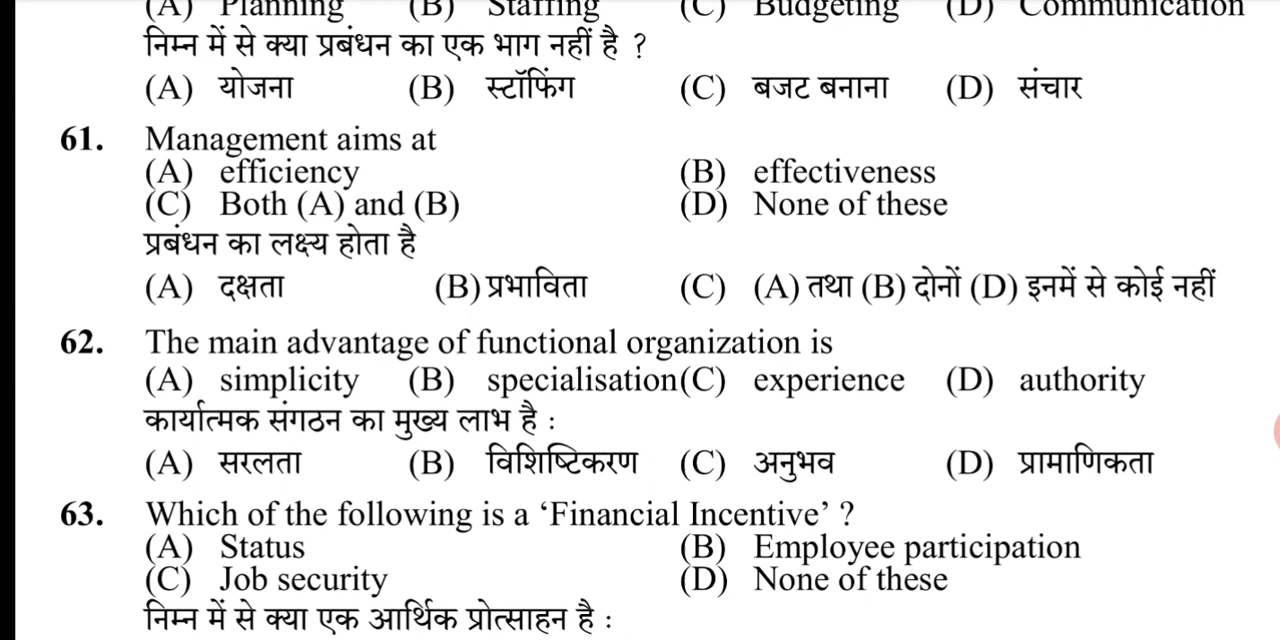 (A) Planning (B) Staffing (C) Budgeting (D) Communication
निम्न में से क्या प्रबंधन का एक भाग नहीं है ?
(A) योजना (B) स्टॉफिंग (C) बजट बनाना (D) संचार
61. Management aims at
(A) efficiency (B) effectiveness
(C) Both (A) and (B) (D) None of these
प्रबंधन का लक्ष्य होता है
(A) दक्षता (B) प्रभाविता (C) (A) तथा (B) दोनों (D) इनमें से कोई नहीं
62. The main advantage of functional organization is
(A) simplicity (B) specialisation (C) experience (D) authority
कार्यात्मक संगठन का मुख्य लाभ है :
(A) सरलता (B) विशिष्टिकरण (C) अनुभव (D) प्रामाणिकता
63. Which of the following is a ‘Financial Incentive’ ?
(A) Status (B) Employee participation
(C) Job security (D) None of these
निम्न में से क्या एक आर्थिक प्रोत्साहन है :